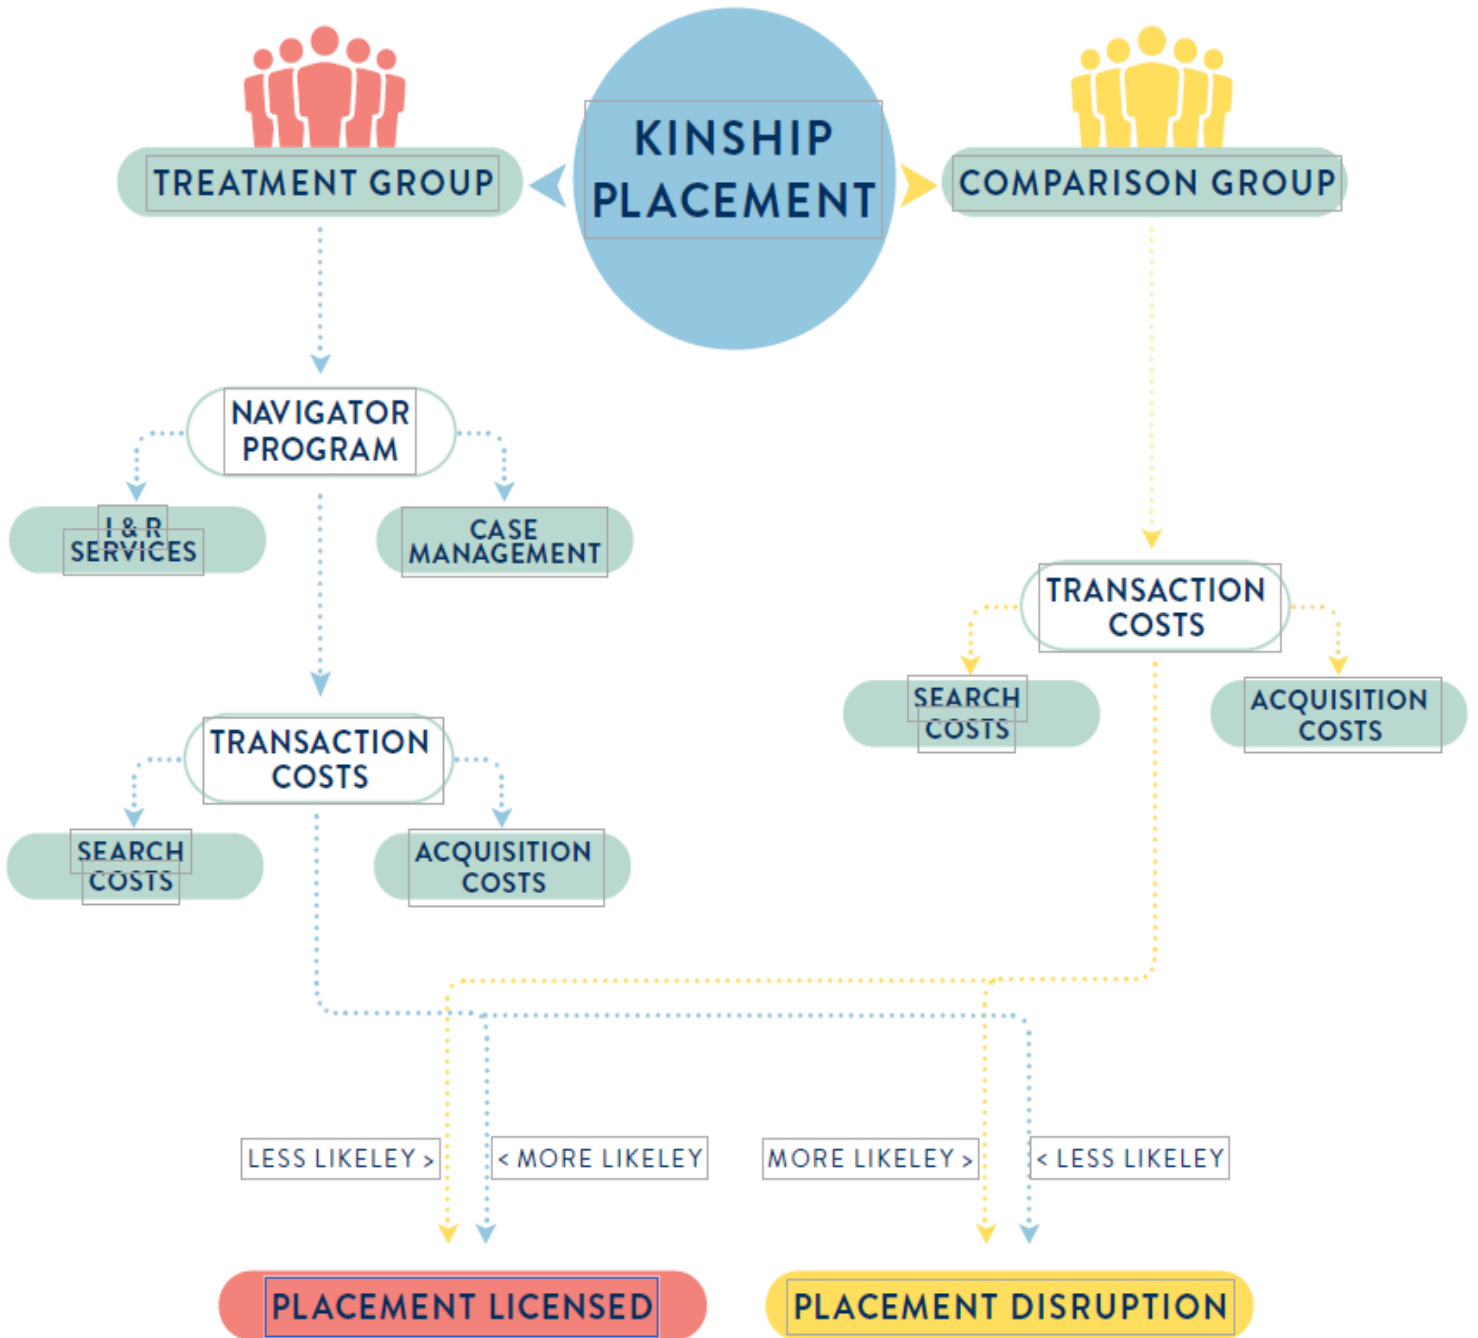 KINSHIP
PLACEMENT
TREATMENT GROUP
COMPARISON GROUP
NAVIGATOR
PROGRAM
I & R
SERVICES
CASE
MANAGEMENT
TRANSACTION
COSTS
SEARCH
COSTS
ACQUISITION
COSTS
TRANSACTION
COSTS
SEARCH
COSTS
ACQUISITION
COSTS
LESS LIKELEY >
< MORE LIKELEY
MORE LIKELEY >
< LESS LIKELEY
PLACEMENT LICENSED
PLACEMENT DISRUPTION